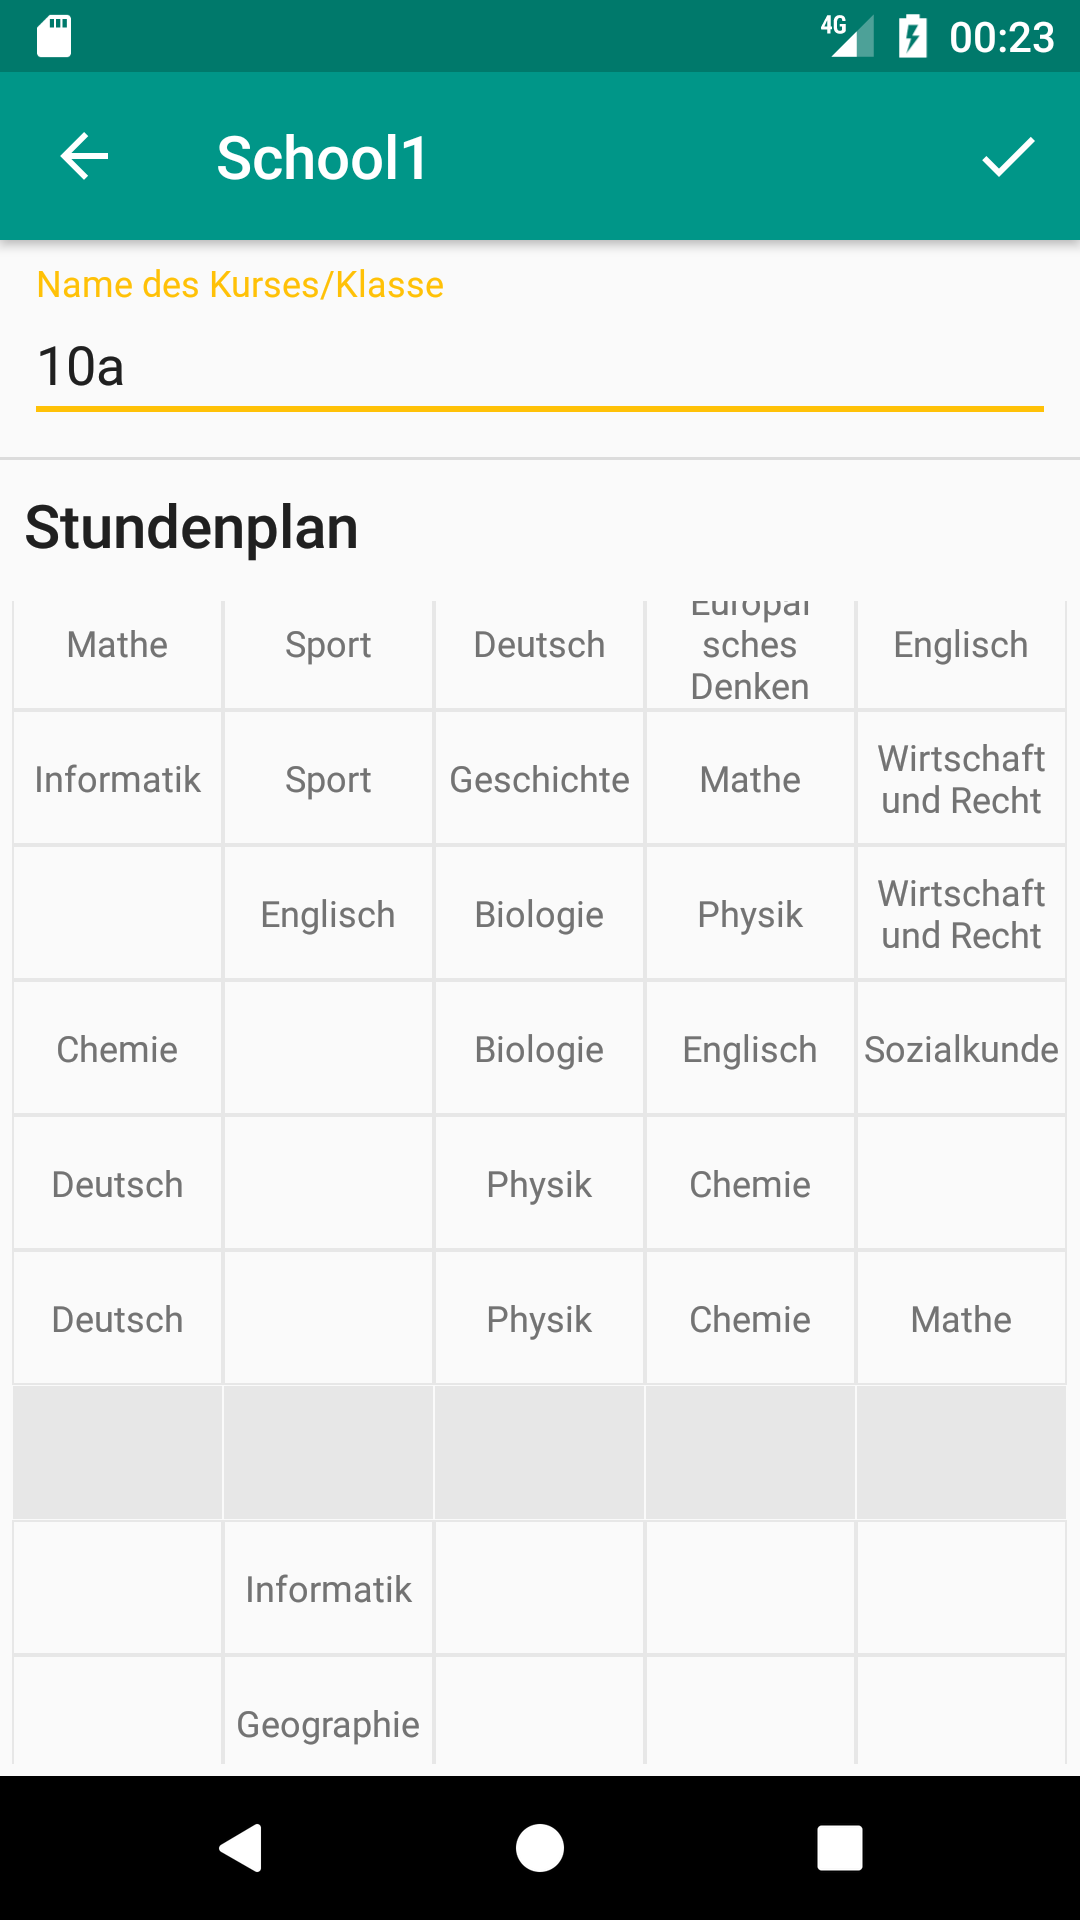 4G 00:23
School1
Name des Kurses/Klasse
10a
Stundenplan
Mathe Sport Deutsch Europäi
sches
Denken Englisch
Informatik Sport Geschichte Mathe Wirtschaft
und Recht
Englisch Biologie Physik Wirtschaft
und Recht
Chemie Biologie Englisch Sozialkunde
Deutsch Physik Chemie
Deutsch Physik Chemie Mathe
Informatik
Geographie